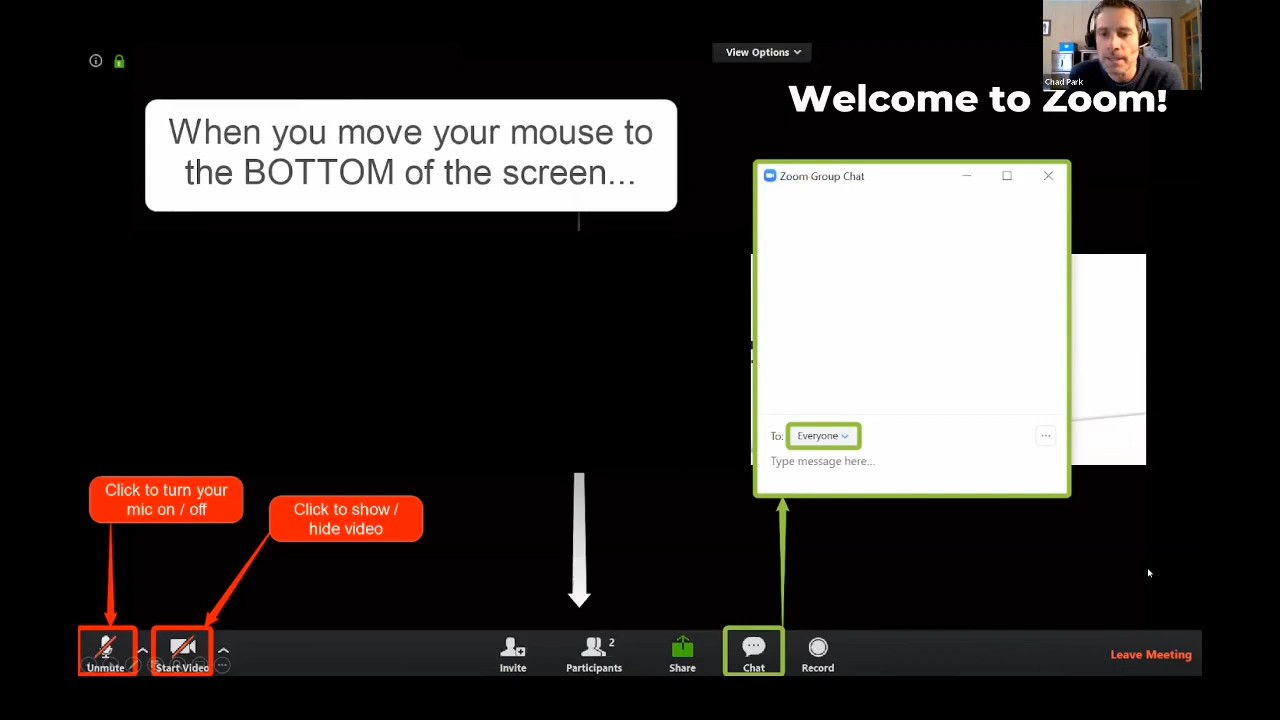 View Options
Chad Park
Welcome to Zoom!
When you move your mouse to
the BOTTOM of the screen...
Zoom Group Chat
To: Everyone
Type message here...
Click to turn your
mic on / off
Click to show /
hide video
Unmute
Start Video
Invite
2
Participants
Share
Chat
Record
Leave Meeting